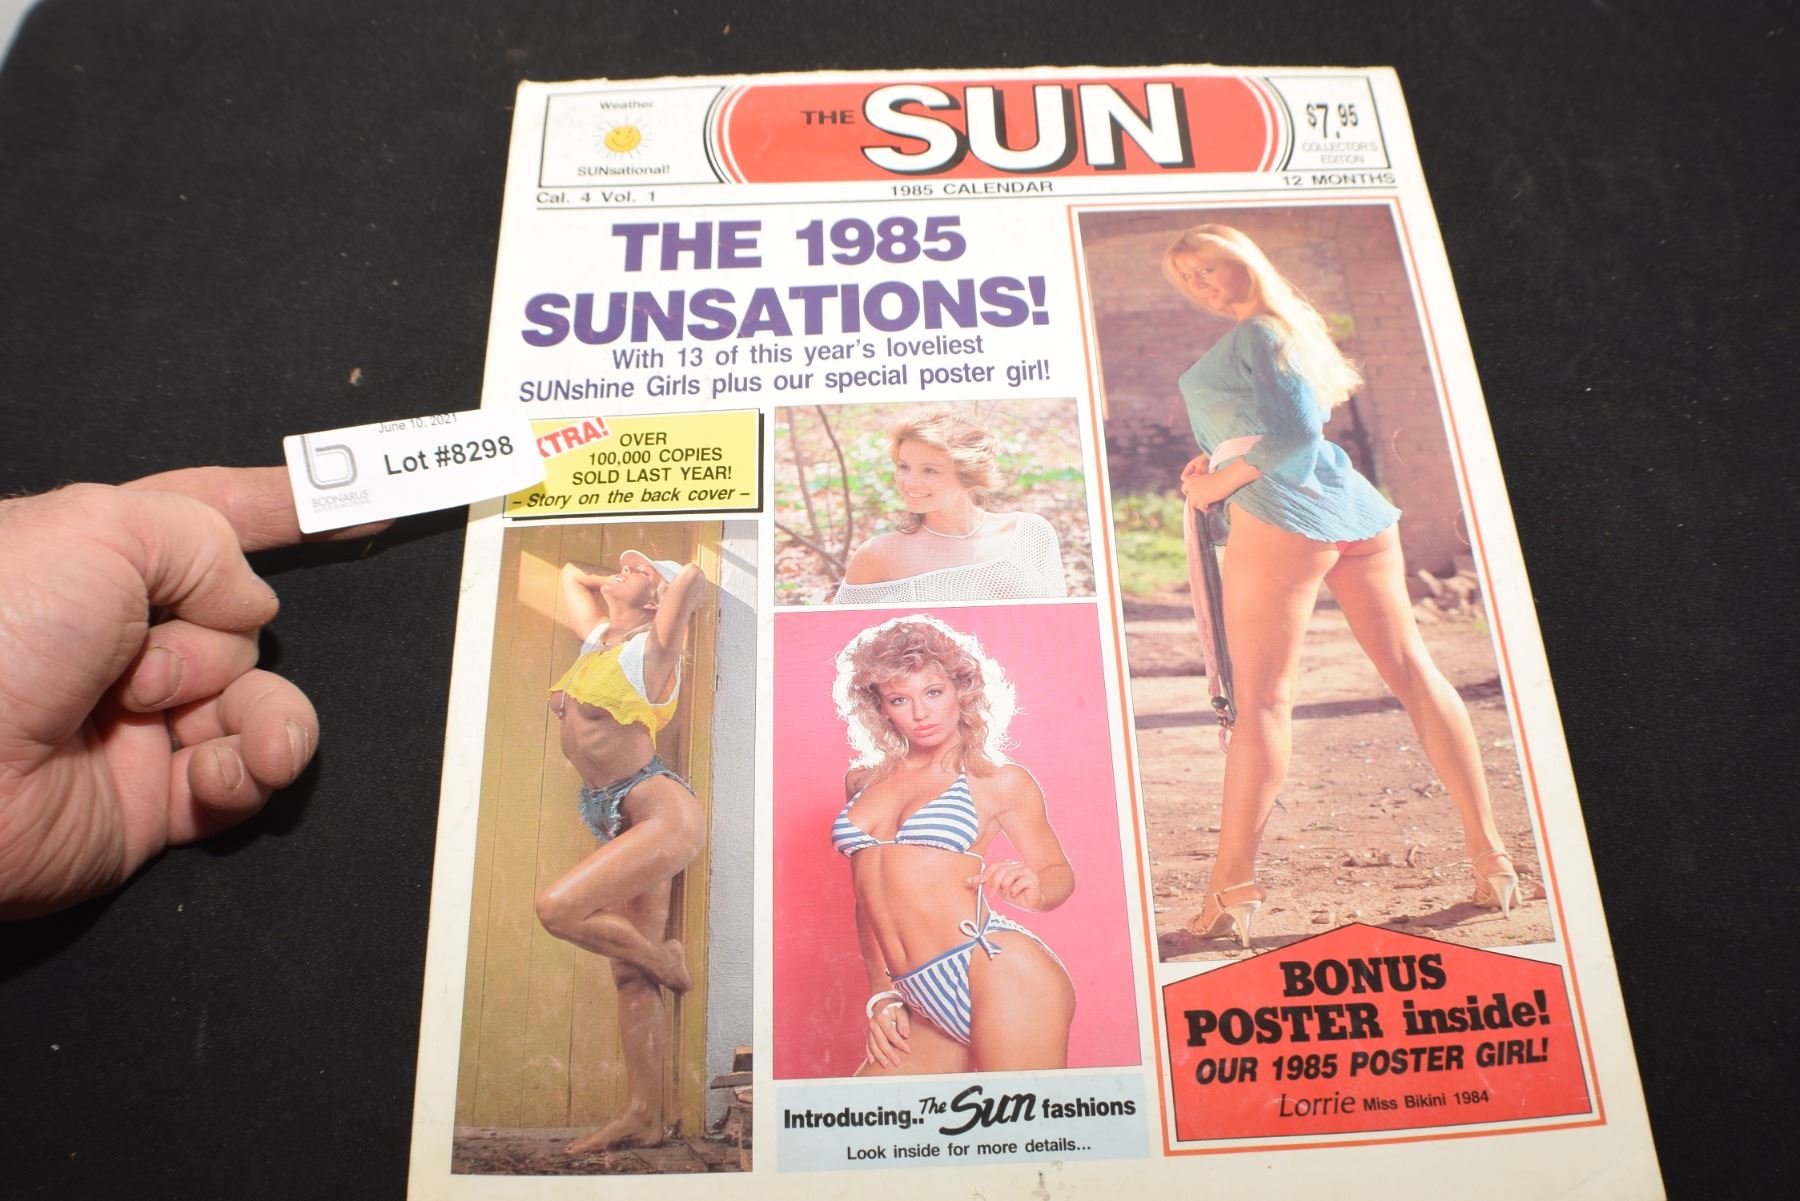 Weather
SUNsational!
THE SUN
$7.95
COLLECTOR'S
EDITION
Cal. 4 Vol. 1
1985 CALENDAR
12 MONTHS
THE 1985
SUNSATIONS!
With 13 of this year's loveliest
SUNshine Girls plus our special poster girl!
June 10, 2021
Lot #8298
BODNARUS
AUCTIONEERING
XTRA!
OVER
100,000 COPIES
SOLD LAST YEAR!
– Story on the back cover –
Introducing..The Sun fashions
Look inside for more details...
BONUS
POSTER inside!
OUR 1985 POSTER GIRL!
Lorrie Miss Bikini 1984